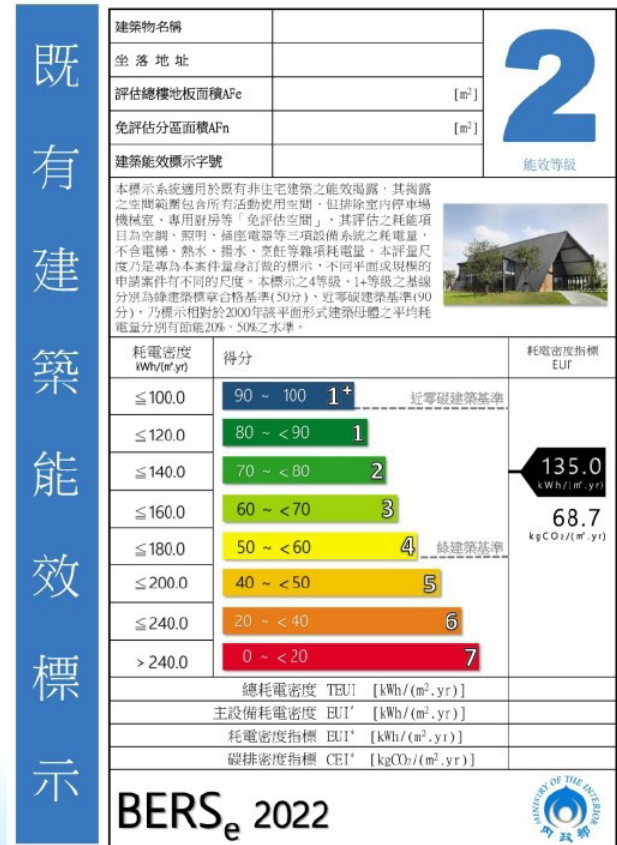 既有建築能效標示
建築物名稱
坐落地址
評估總樓地板面積AFe [m²]
免評估分區面積AFn [m²]
建築能效標示字號
2
能效等級
本標示系統適用於既有非住宅建築之能效揭露，其揭露
之空間範圍包含所有活動使用空間，但排除室內停車場
機械室、專用廚房等「免評估空間」，其評估之耗能項
目為空調、照明、插座電器等三項設備系統之耗電量，
不含電梯、熱水、揚水、烹飪等雜項耗電量。本評量尺
度乃是專為本案件量身訂做的標示，不同平面或規模的
申請案件有不同的尺度。本標示之4等級、1+等級之基線
分別為綠建築標章合格基準(50分)、近零碳建築基準(90
分)，乃標示相對於2000年該平面形式建築母體之平均耗
電量分別有節能20%、50%之水準。
耗電密度
kWh/(㎡.yr)
得分
耗電密度指標
EUI*
≦100.0 90 ~ 100 1+ 近零碳建築基準
≦120.0 80 ~ <90 1
≦140.0 70 ~ <80 2
135.0
kWh/(㎡.yr)
≦160.0 60 ~ <70 3
68.7
kgCO₂/(㎡.yr)
≦180.0 50 ~ <60 4 綠建築基準
≦200.0 40 ~ <50 5
≦240.0 20 ~ <40 6
>240.0 0 ~ <20 7
總耗電密度 TEUI [kWh/(m².yr)]
主設備耗電密度 EUI' [kWh/(m².yr)]
耗電密度指標 EUI* [kWh/(m².yr)]
碳排密度指標 CEI* [kgCO₂/(m².yr)]
BERSe 2022
MINISTRY OF THE INTERIOR
內政部